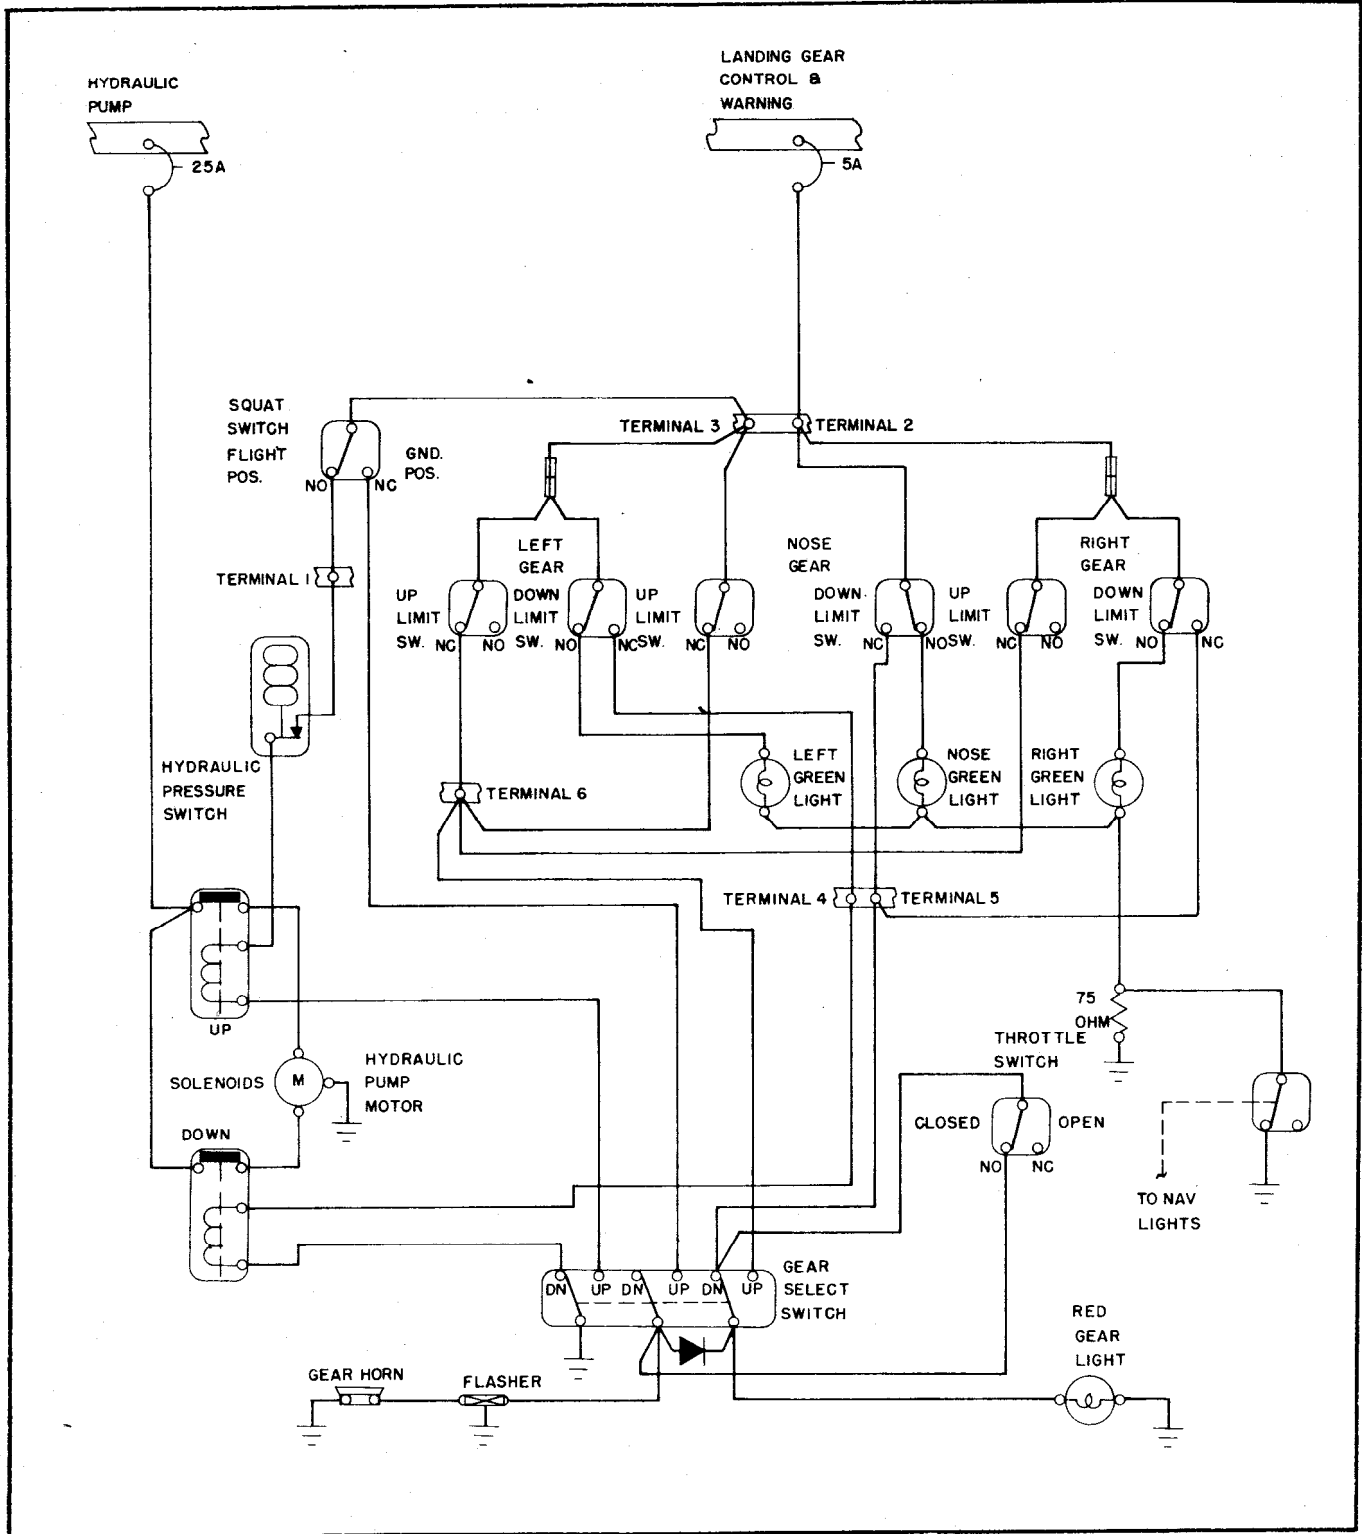 HYDRAULIC
PUMP
25A
LANDING GEAR
CONTROL &
WARNING
5A
SQUAT
SWITCH
FLIGHT
POS.
GND.
POS.
NO
NC
TERMINAL 3
TERMINAL 2
TERMINAL 1
LEFT
GEAR
NOSE
GEAR
RIGHT
GEAR
UP
LIMIT
SW.
NC
NO
DOWN
LIMIT
SW.
NO
NC
UP
LIMIT
SW.
NC
NO
DOWN
LIMIT
SW.
NC
NO
UP
LIMIT
SW.
NC
NO
DOWN
LIMIT
SW.
NO
NC
HYDRAULIC
PRESSURE
SWITCH
TERMINAL 6
LEFT
GREEN
LIGHT
NOSE
GREEN
LIGHT
RIGHT
GREEN
LIGHT
TERMINAL 4
TERMINAL 5
UP
SOLENOIDS
M
HYDRAULIC
PUMP
MOTOR
DOWN
75
OHM
THROTTLE
SWITCH
CLOSED
OPEN
NO
NC
TO NAV
LIGHTS
DN
UP
DN
UP
DN
UP
GEAR
SELECT
SWITCH
RED
GEAR
LIGHT
GEAR HORN
FLASHER